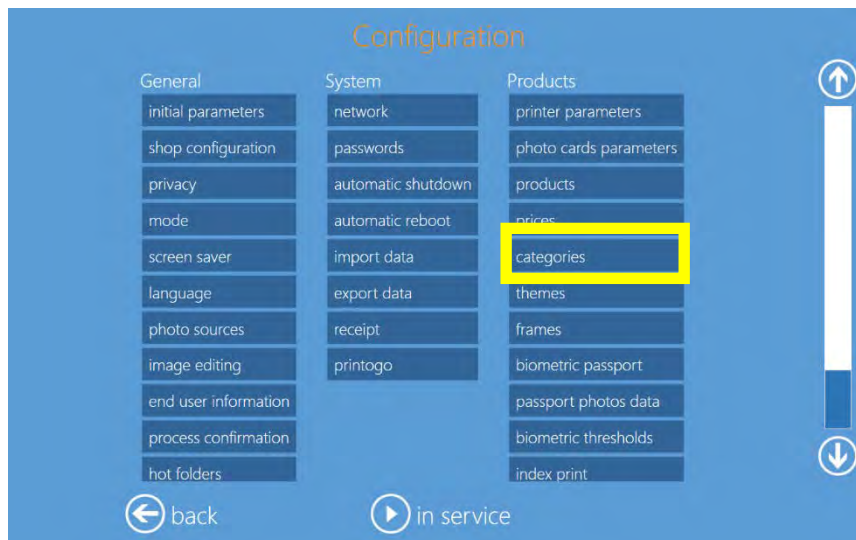 Configuration
General
initial parameters
shop configuration
privacy
mode
screen saver
language
photo sources
image editing
end user information
process confirmation
hot folders
System
network
passwords
automatic shutdown
automatic reboot
import data
export data
receipt
printogo
Products
printer parameters
photo cards parameters
products
prices
categories
themes
frames
biometric passport
passport photos data
biometric thresholds
index print
back
in service